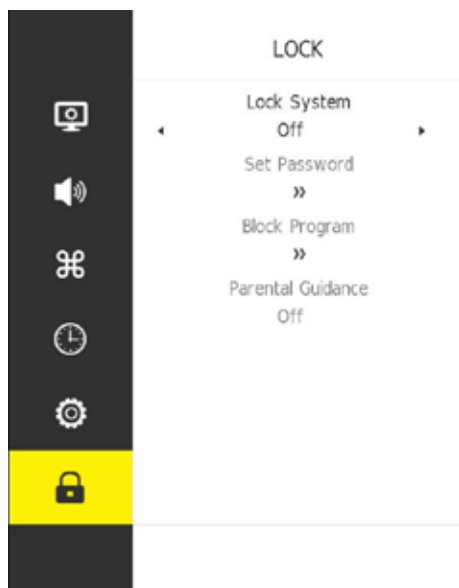 LOCK
Lock System
Off
Set Password
»
Block Program
»
Parental Guidance
Off